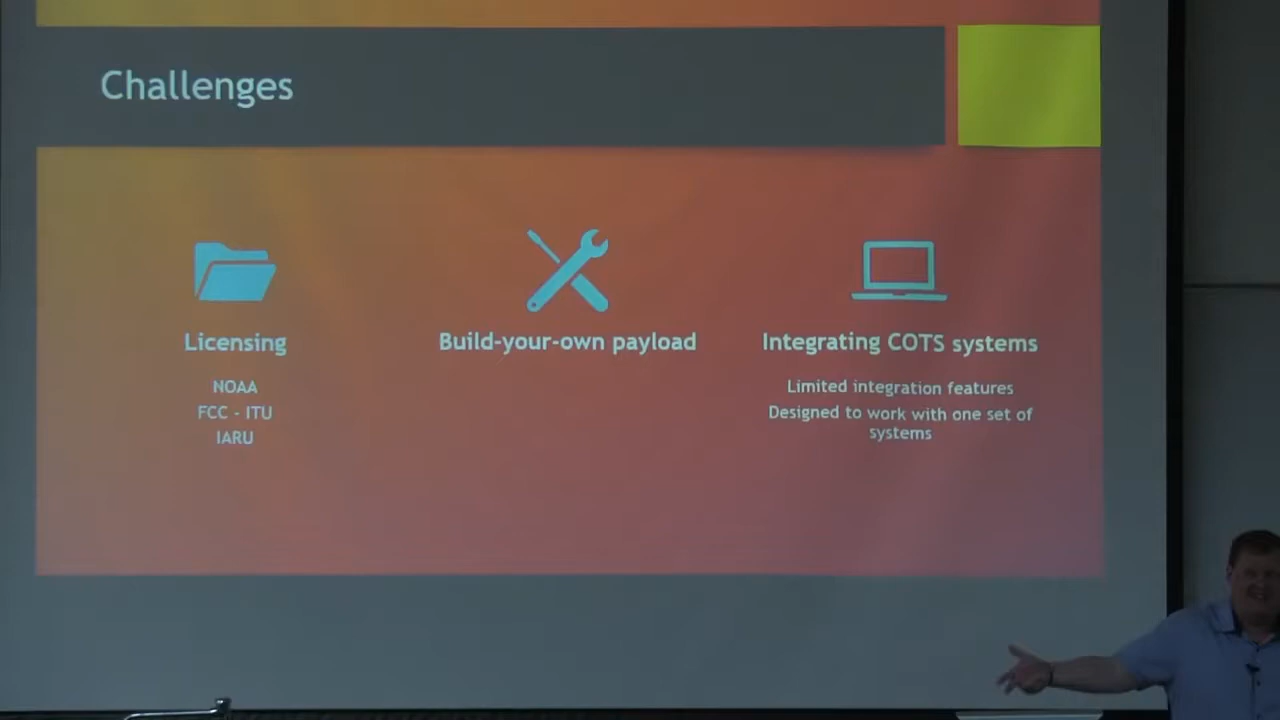 Challenges
Licensing
NOAA
FCC - ITU
IARU
Build-your-own payload
Integrating COTS systems
Limited integration features
Designed to work with one set of
systems